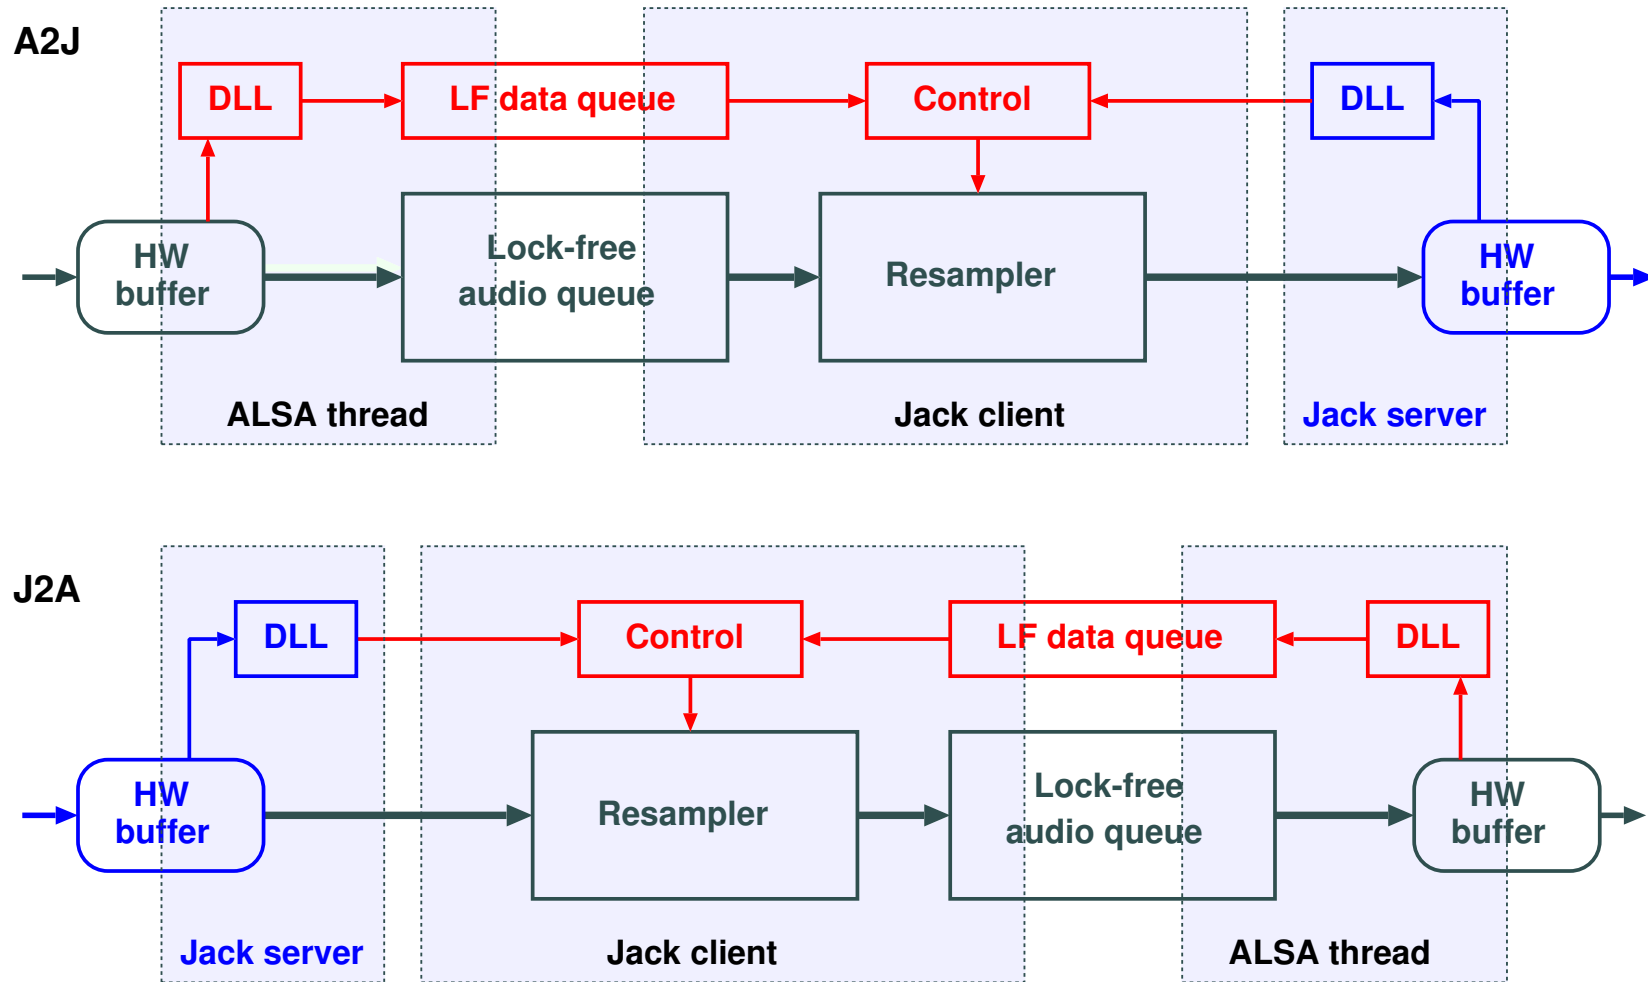 A2J
DLL
LF data queue
Control
DLL
HW
buffer
Lock-free
audio queue
Resampler
HW
buffer
ALSA thread
Jack client
Jack server
J2A
DLL
Control
LF data queue
DLL
HW
buffer
Resampler
Lock-free
audio queue
HW
buffer
Jack server
Jack client
ALSA thread